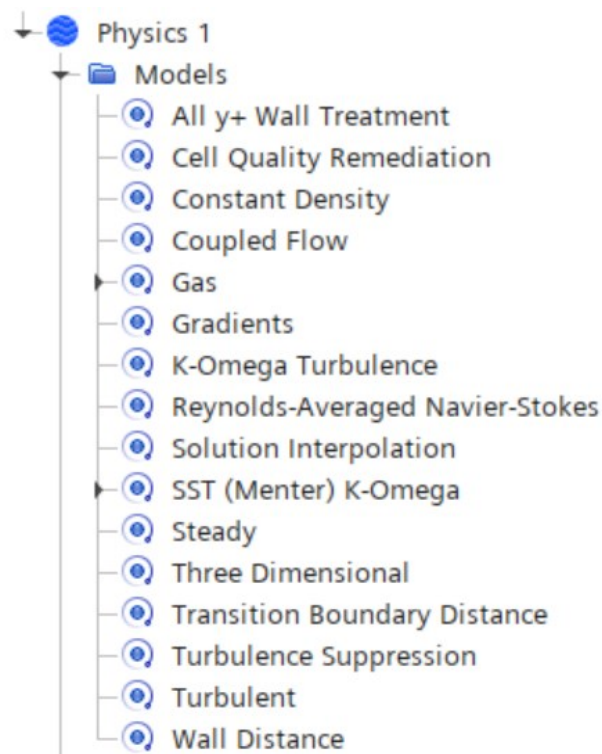 Physics 1
Models
All y+ Wall Treatment
Cell Quality Remediation
Constant Density
Coupled Flow
Gas
Gradients
K-Omega Turbulence
Reynolds-Averaged Navier-Stokes
Solution Interpolation
SST (Menter) K-Omega
Steady
Three Dimensional
Transition Boundary Distance
Turbulence Suppression
Turbulent
Wall Distance